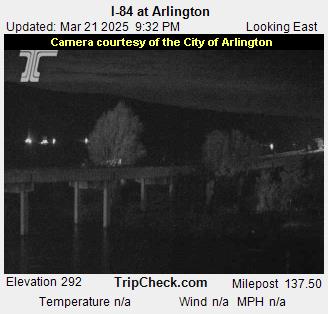 I-84 at Arlington
Updated: Mar 21 2025 9:32 PM Looking East
Camera courtesy of the City of Arlington
Elevation 292 TripCheck.com Milepost 137.50
Temperature n/a Wind n/a MPH n/a